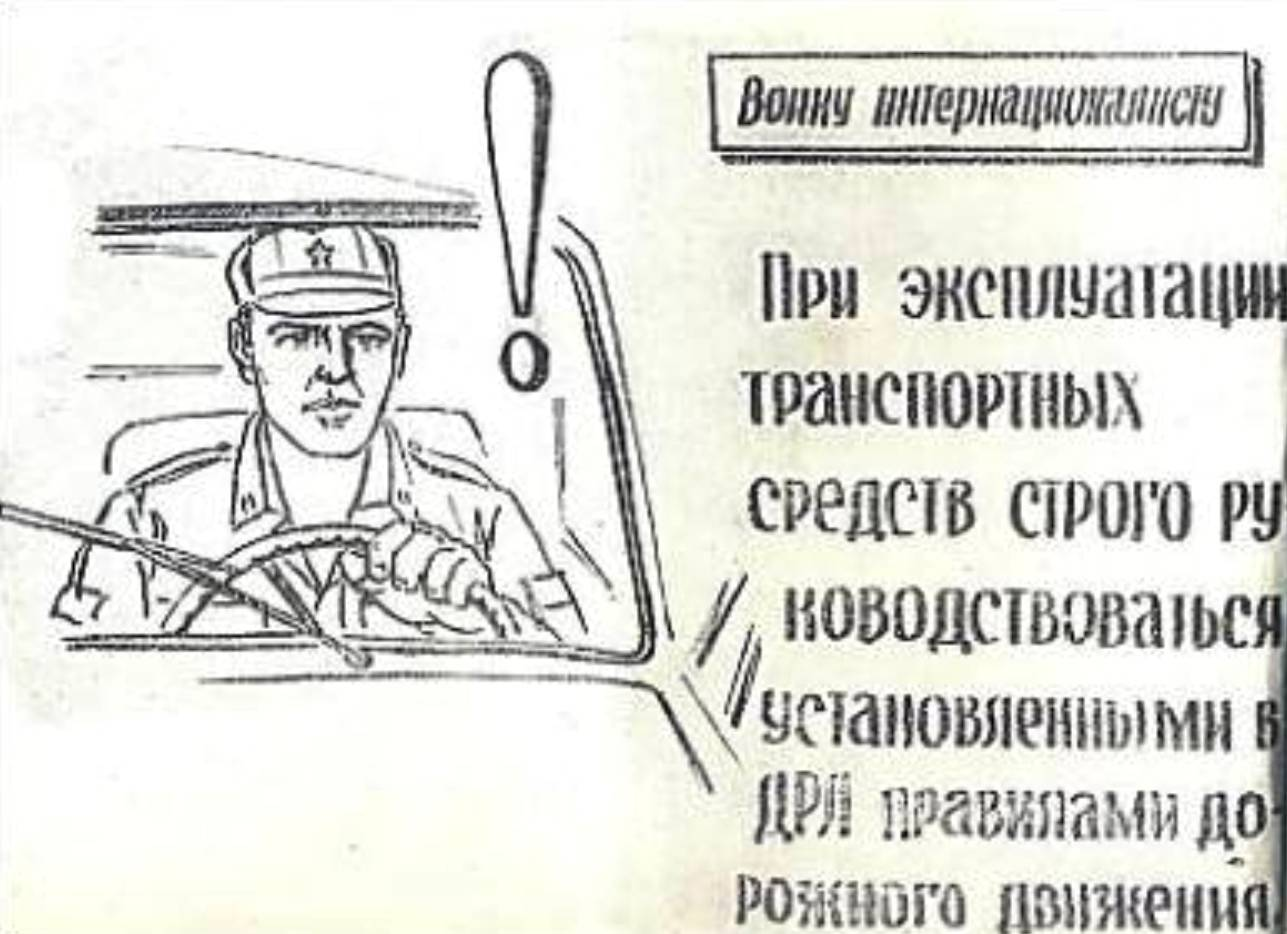 Воину интернационалисту
При эксплуатации
транспортных
средств строго ру
ководствоваться
установленными в
ДРА правилами до-
рожного движения